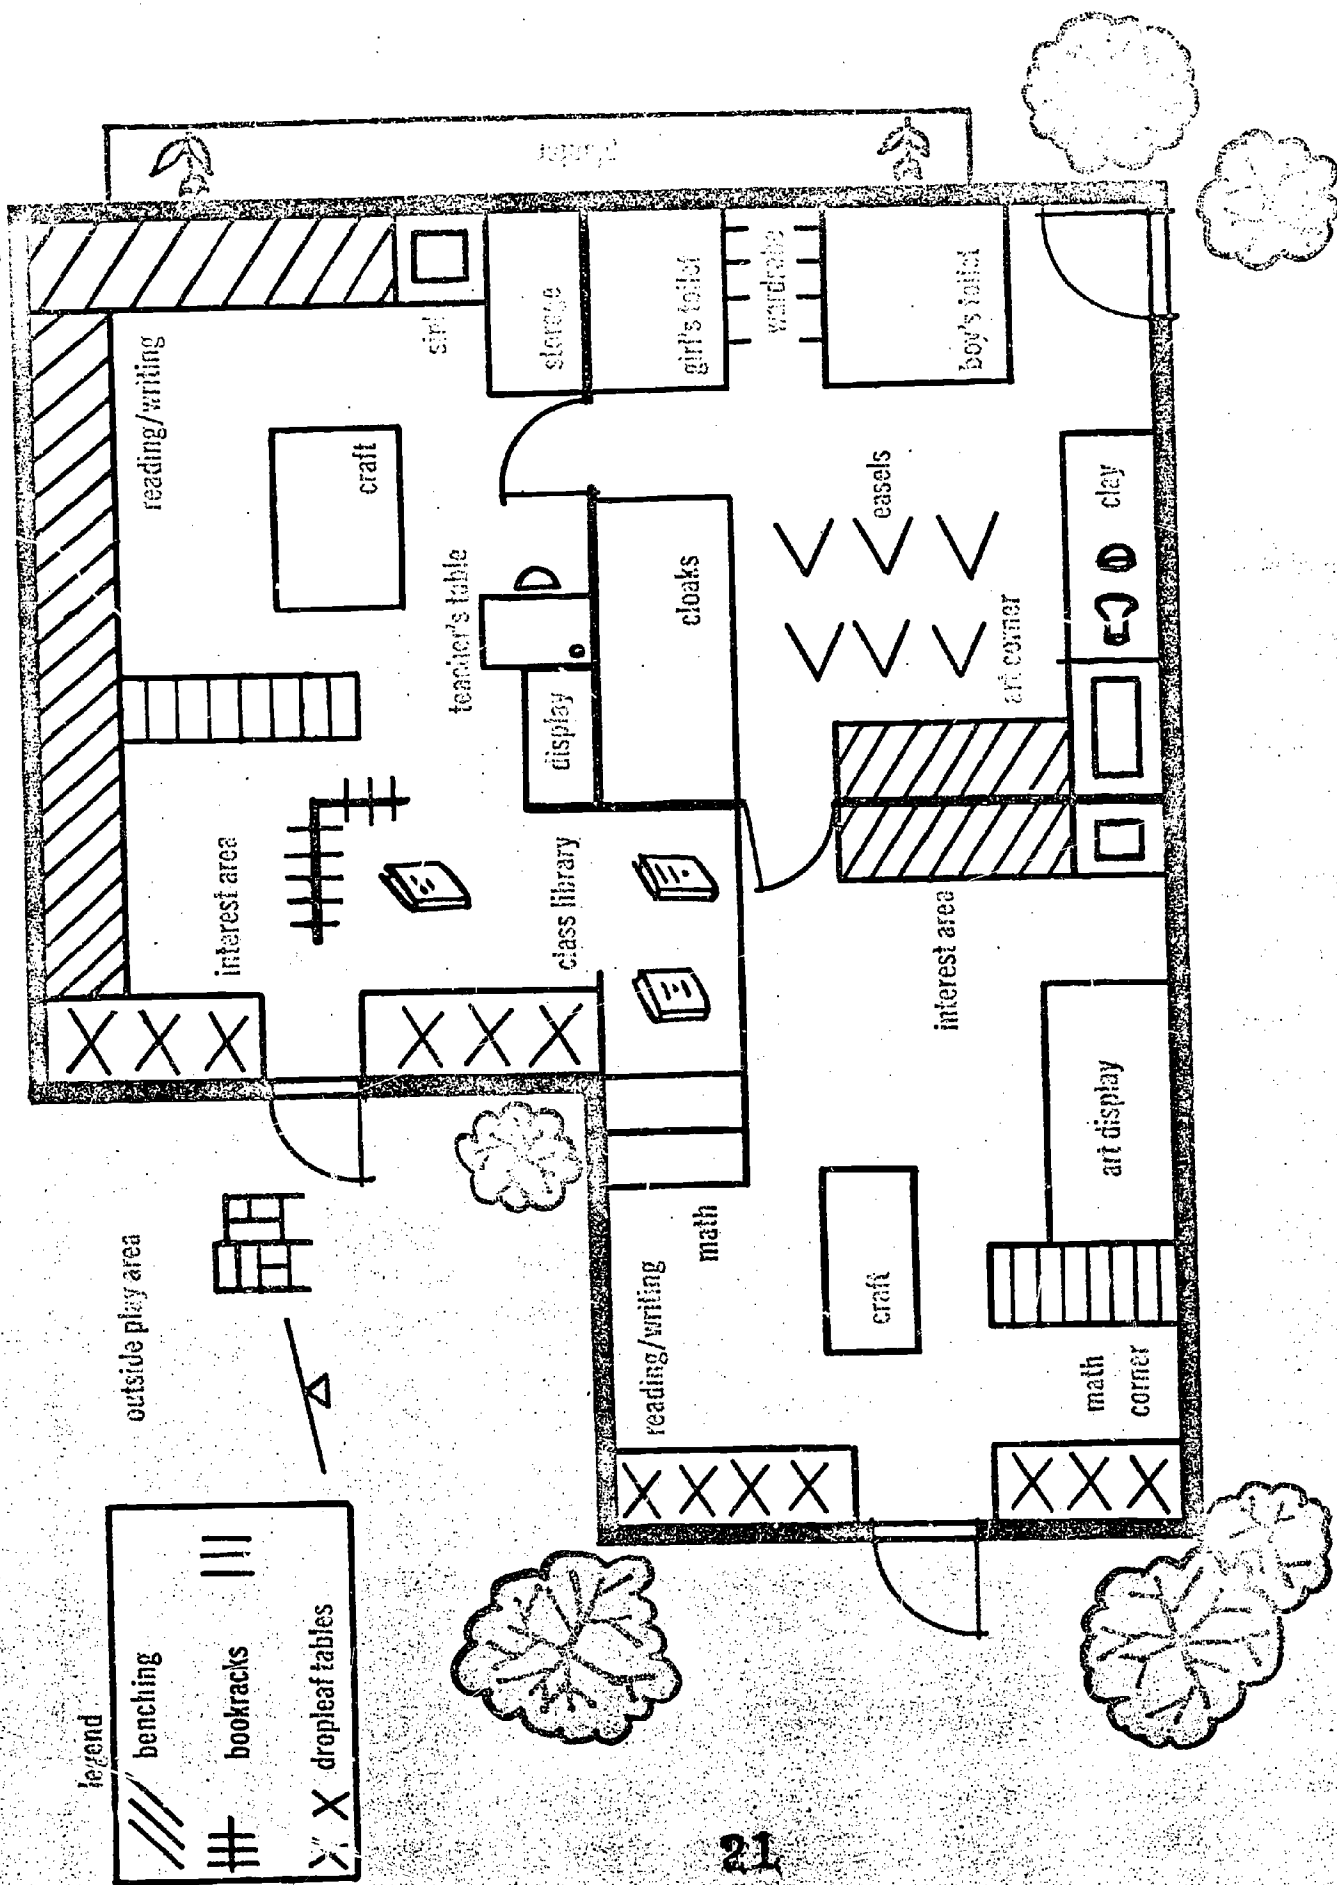 legend
benching
bookracks
dropleaf tables
outside play area
reading/writing
math
craft
math
corner
art display
interest area
interest area
class library
display
teacher's table
reading/writing
craft
cloaks
art corner
easels
clay
storage
girl's toilet
wardrobe
boy's toilet
planter
21